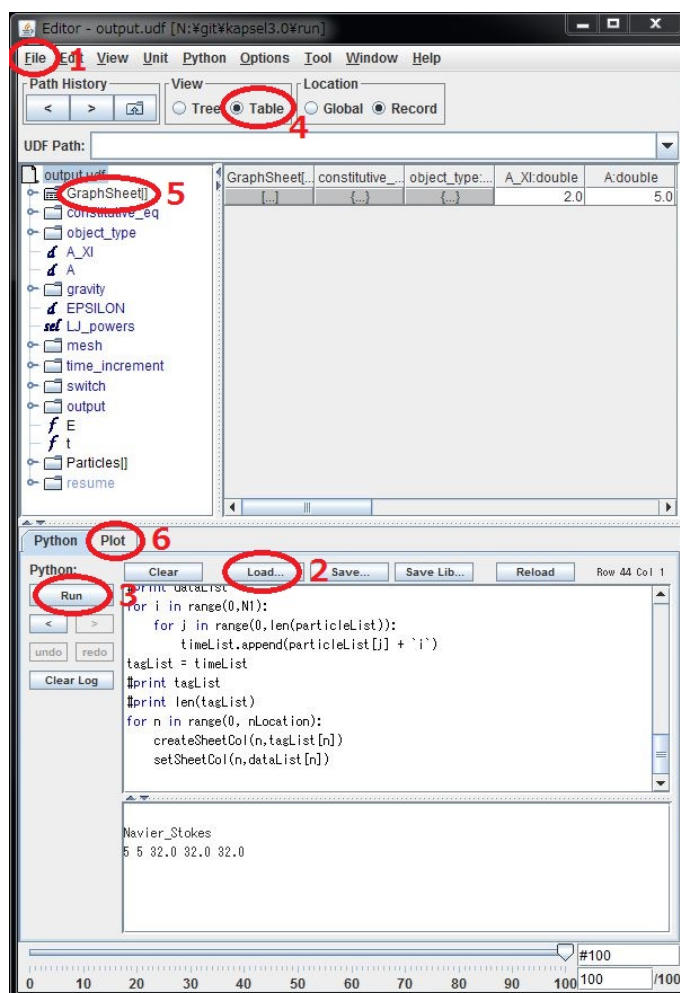 Editor - output.udf [N:¥git¥kapsel3.0¥run]
File Edit View Unit Python Options Tool Window Help
1
Path History View Location
< > Tree Table Global Record
4
UDF Path:
output.udf
GraphSheet[]
5
constitutive_eq
object_type
d A_XI
d A
gravity
d EPSILON
sel LJ_powers
mesh
time_increment
switch
output
f E
f t
Particles[]
resume
GraphSheet[... constitutive_... object_type:... A_XI:double A:double
[...] {...} {...} 2.0 5.0
Python Plot 6
Python: Clear Load... 2 Save... Save Lib... Reload Row 44 Col 1
Run 3
< >
undo redo
Clear Log
#print dataList
for i in range(0,N1):
for j in range(0,len(particleList)):
timeList.append(particleList[j] + `i`)
tagList = timeList
#print tagList
#print len(tagList)
for n in range(0, nLocation):
createSheetCol(n,tagList[n])
setSheetCol(n,dataList[n])
Navier_Stokes
5 5 32.0 32.0 32.0
#100
0 10 20 30 40 50 60 70 80 90 100 100 /100